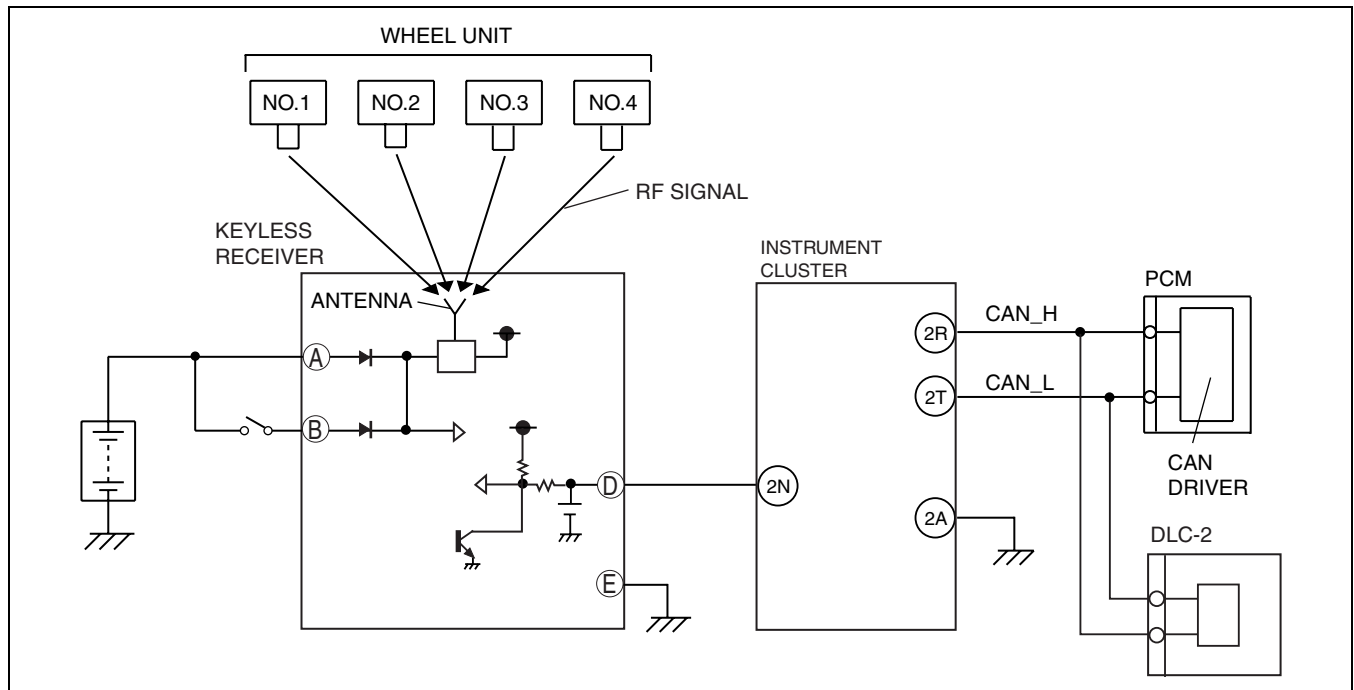 WHEEL UNIT
NO.1 NO.2 NO.3 NO.4
RF SIGNAL
KEYLESS
RECEIVER
ANTENNA
INSTRUMENT
CLUSTER
PCM
A
2R
CAN_H
2T
CAN_L
B
CAN
DRIVER
D
2N
2A
DLC-2
E